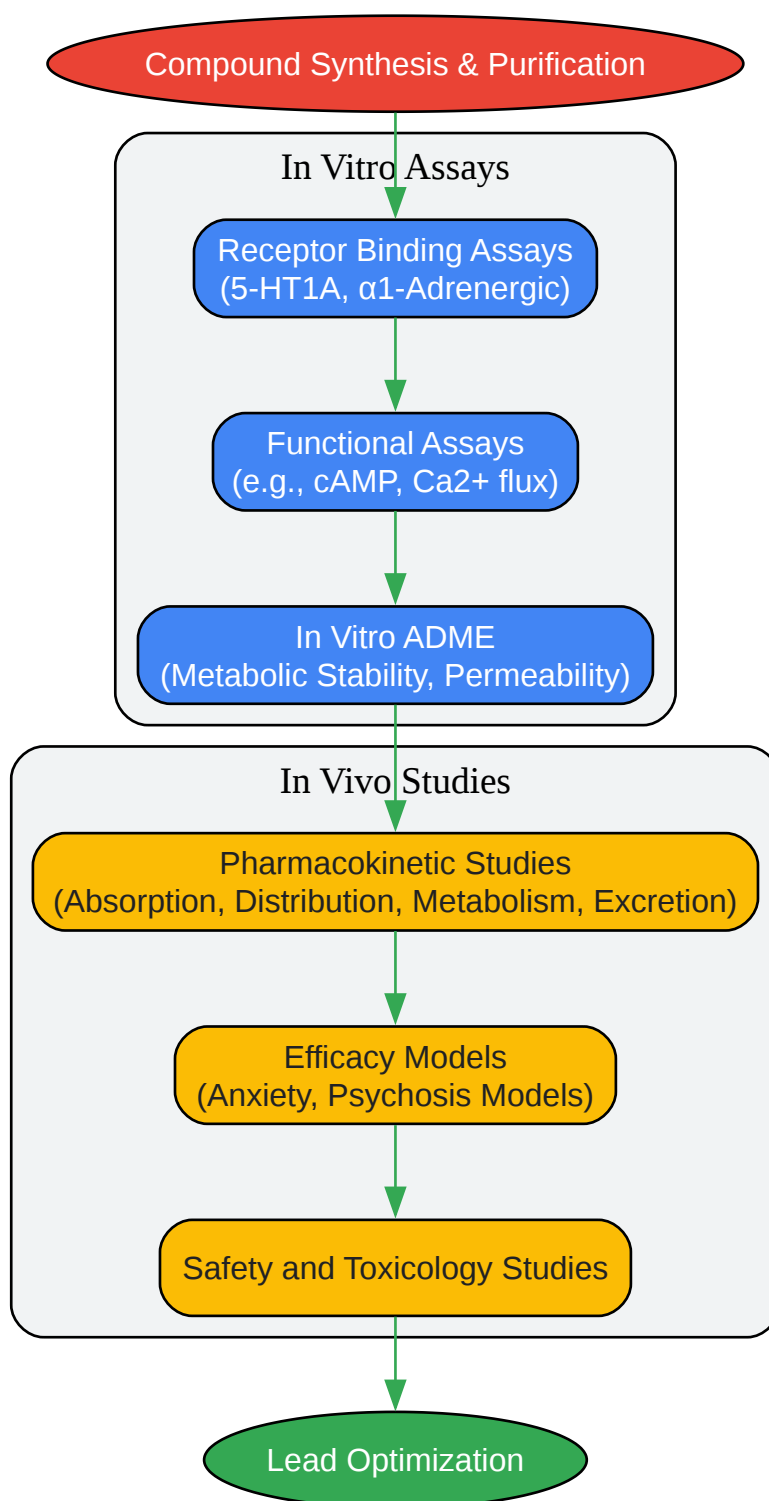 Compound Synthesis & Purification
In Vitro Assays
Receptor Binding Assays
(5-HT1A, α1-Adrenergic)
Functional Assays
(e.g., cAMP, Ca2+ flux)
In Vitro ADME
(Metabolic Stability, Permeability)
In Vivo Studies
Pharmacokinetic Studies
(Absorption, Distribution, Metabolism, Excretion)
Efficacy Models
(Anxiety, Psychosis Models)
Safety and Toxicology Studies
Lead Optimization